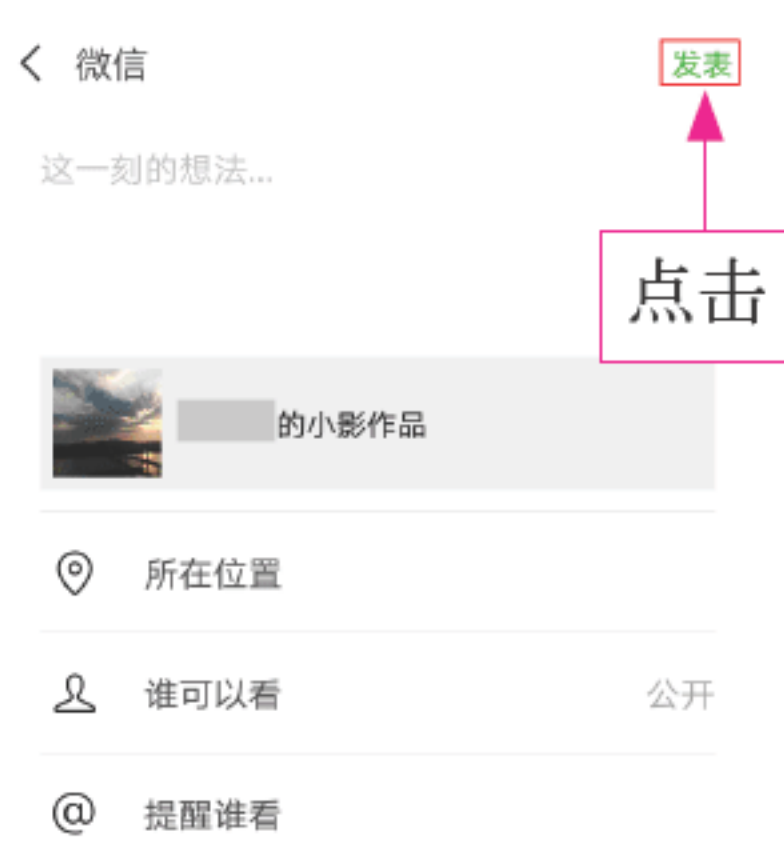 微信
发表
这一刻的想法...
点击
的小影作品
所在位置
谁可以看
公开
@ 提醒谁看